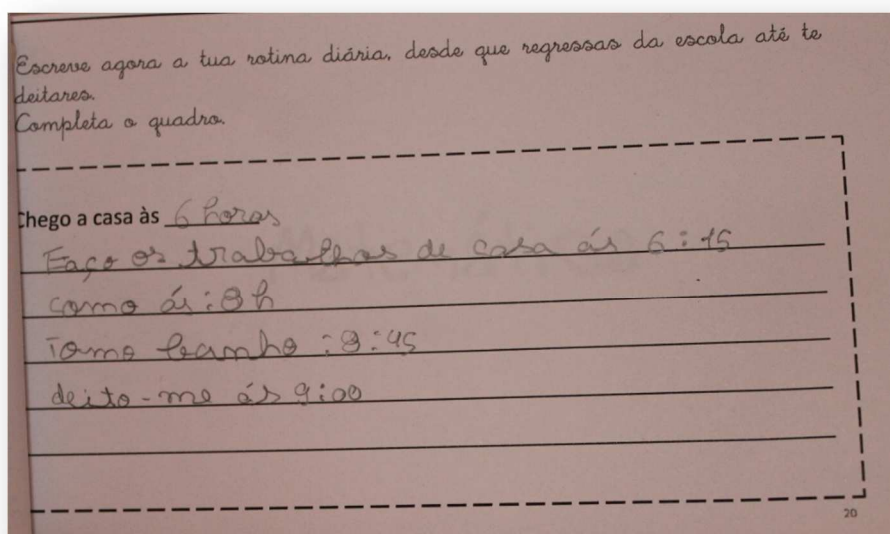 Escreve agora a tua rotina diária, desde que regressas da escola até te
deitares.
Completa o quadro.
Chego a casa às 6 horas
Faço os trabalhos de casa ás 6:15
como ás:8h
Tomo banho :8:45
deito-me ás 9:00
20